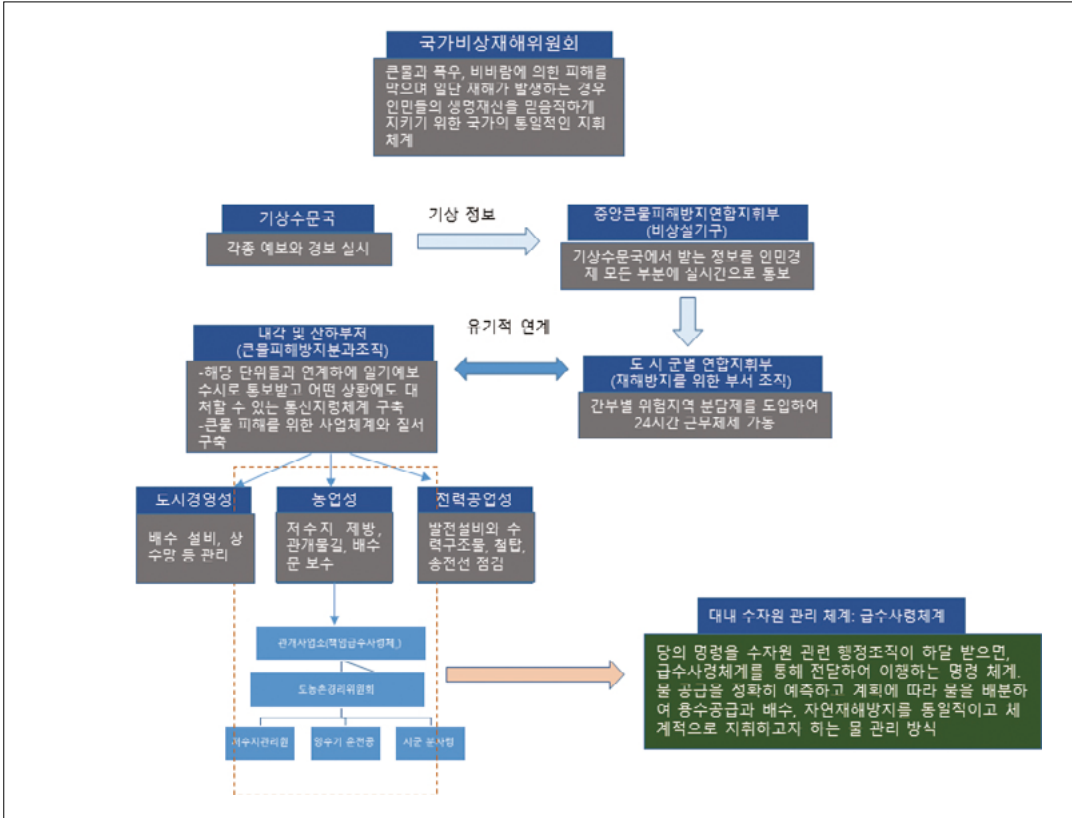 국가비상재해위원회
큰물과 폭우, 비바람에 의한 피해를
막으며 일단 재해가 발생하는 경우
인민들의 생명재산을 믿음직하게
지키기 위한 국가의 통일적인 지휘
체계
기상수문국
각종 예보와 경보 실시
기상 정보
중앙큰물피해방지연합지휘부
(비상설기구)
기상수문국에서 받는 정보를 인민경
제 모든 부분에 실시간으로 통보
내각 및 산하부저
(큰물피해방지분과조직)
-해당 단위들과 연계하에 일기예보
수시로 통보받고 어떤 상황에도 대
처할 수 있는 통신지령체계 구축
-큰물 피해를 위한 사업체계와 질서
구축
유기적 연계
도 시 군별 연합지휘부
(재해방지를 위한 부서 조직)
간부별 위험지역 분담제를 도입하여
24시간 근무체세 가동
도시경영성
배수 설비, 상
수망 등 관리
농업성
저수지 제방,
관개물길, 배수
문 보수
전력공업성
발전설비와 수
력구조물, 철탑,
송전선 점검
관개사업소(책임급수사령제,)
도농촌경리위원회
저수지관리원
양수기 운전공
시군 분사령
대내 수자원 관리 체계: 급수사령체계
당의 명령을 수자원 관련 행정조직이 하달 받으면,
급수사령체계를 통해 전달하여 이행하는 명령 체계.
물 공급을 정확히 예측하고 계획에 따라 물을 배분하
여 용수공급과 배수, 자연재해방지를 통일적이고 세
계적으로 지휘하고자 하는 물 관리 방식